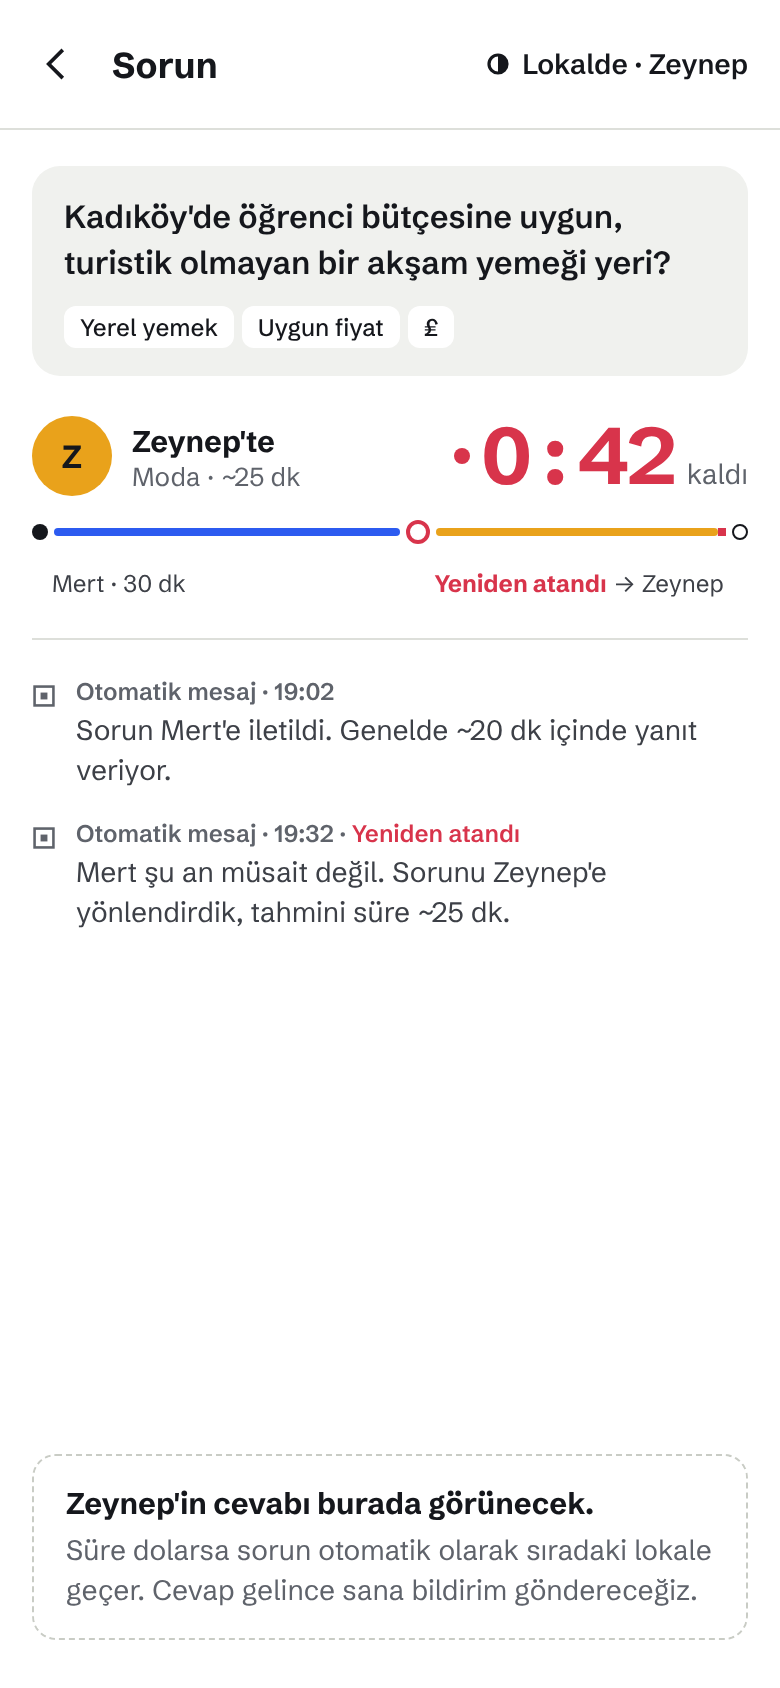 Sorun
Lokalde · Zeynep
Kadıköy'de öğrenci bütçesine uygun,
turistik olmayan bir akşam yemeği yeri?
Yerel yemek
Uygun fiyat
₤
Z
Zeynep'te
Moda · ~25 dk
0:42 kaldı
Mert · 30 dk
Yeniden atandı → Zeynep
Otomatik mesaj · 19:02
Sorun Mert'e iletildi. Genelde ~20 dk içinde yanıt
veriyor.
Otomatik mesaj · 19:32 · Yeniden atandı
Mert şu an müsait değil. Sorunu Zeynep'e
yönlendirdik, tahmini süre ~25 dk.
Zeynep'in cevabı burada görünecek.
Süre dolarsa sorun otomatik olarak sıradaki lokale
geçer. Cevap gelince sana bildirim göndereceğiz.